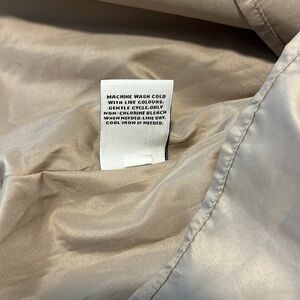 MACHINE WASH COLD
WITH LIKE COLOURS.
GENTLE CYCLE.ONLY
NON-CHLORINE BLEACH
WHEN NEEDED.LINE DRY.
COOL IRON IF NEEDED.